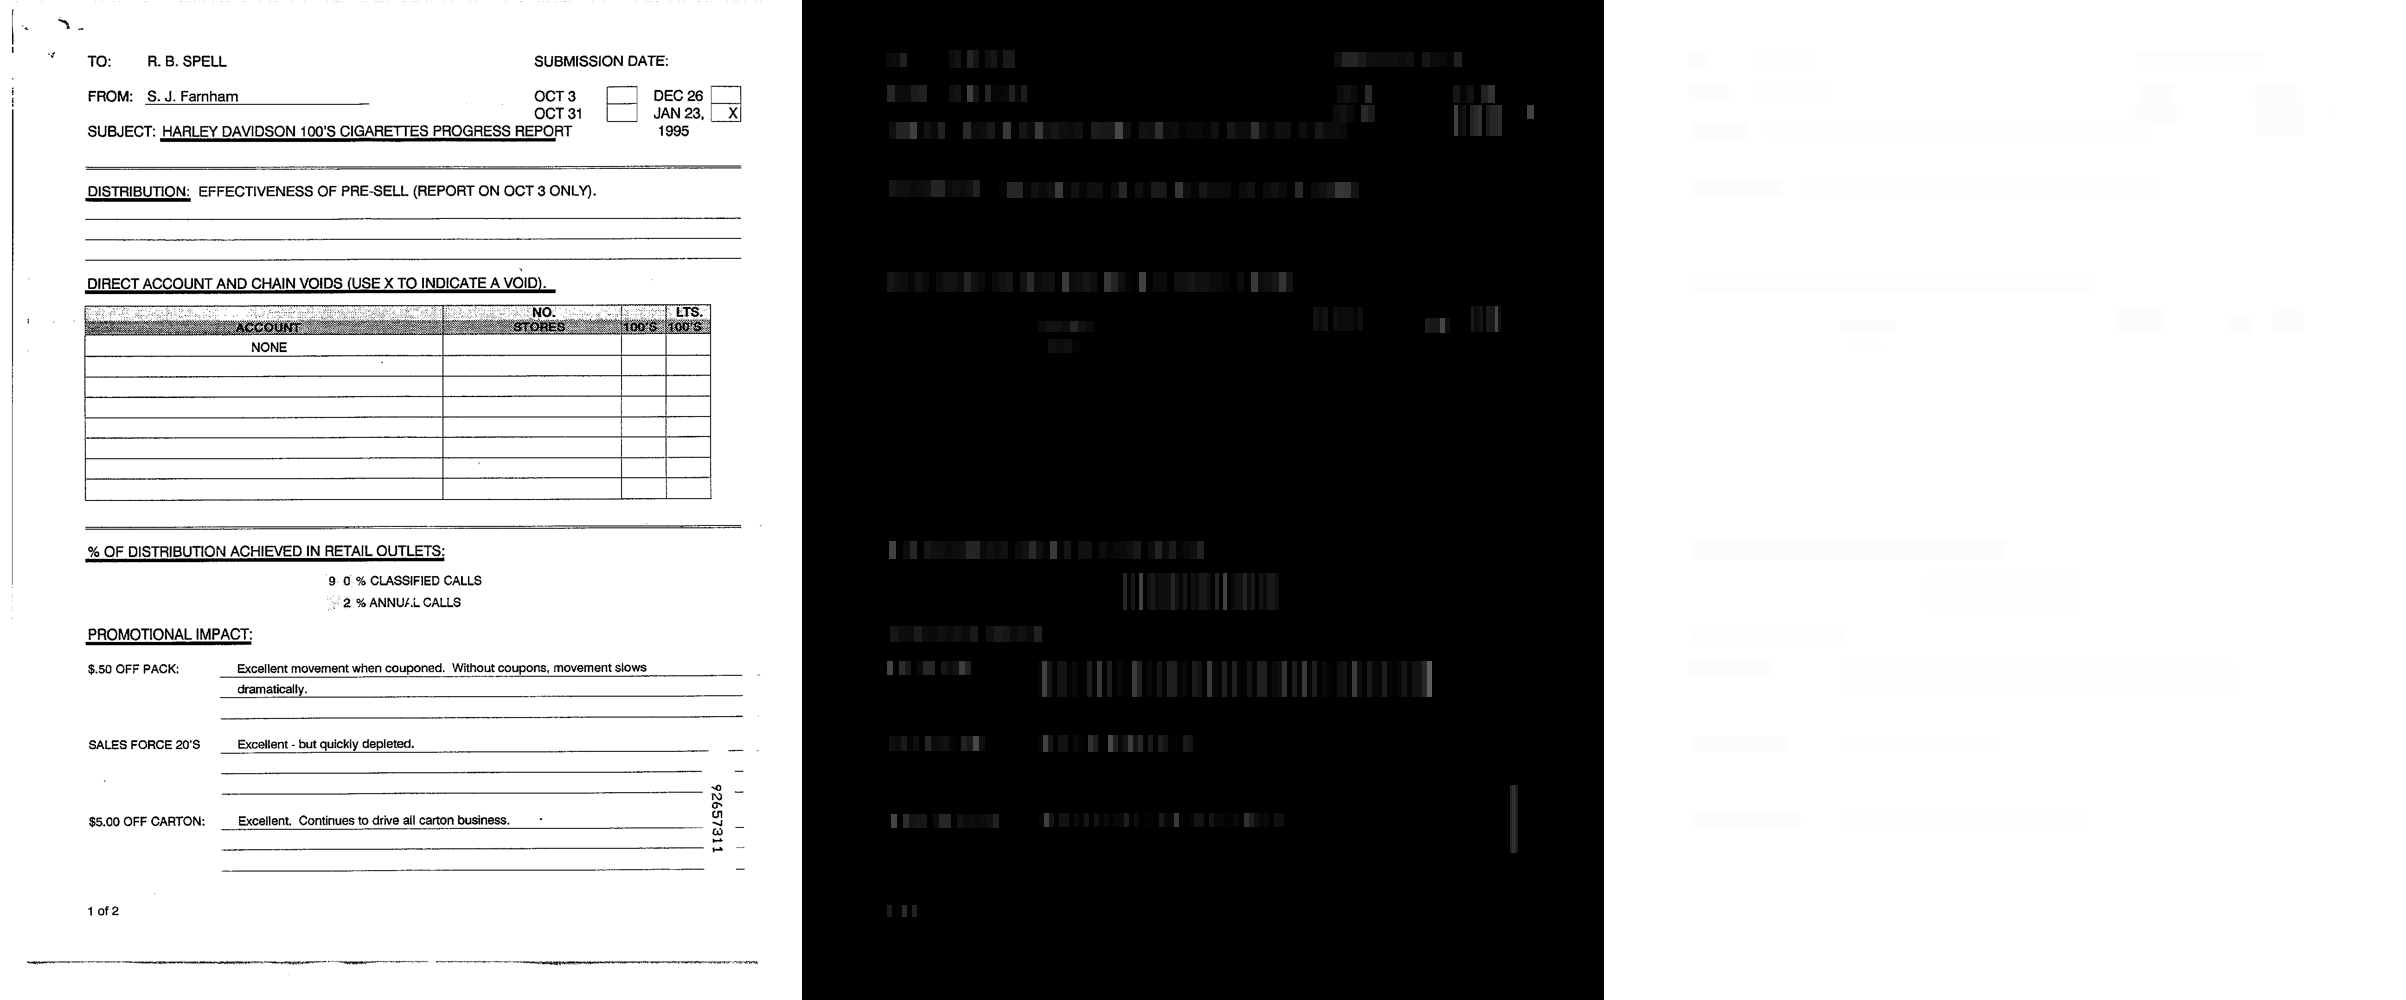 TO: R. B. SPELL SUBMISSION DATE:
FROM: S. J. Farnham OCT 3 DEC 26
OCT 31 JAN 23, X
SUBJECT: HARLEY DAVIDSON 100'S CIGARETTES PROGRESS REPORT 1995
DISTRIBUTION: EFFECTIVENESS OF PRE-SELL (REPORT ON OCT 3 ONLY).
DIRECT ACCOUNT AND CHAIN VOIDS (USE X TO INDICATE A VOID).
NO. LTS.
ACCOUNT STORES 100'S 100'S
NONE
% OF DISTRIBUTION ACHIEVED IN RETAIL OUTLETS:
9 0 % CLASSIFIED CALLS
2 % ANNUAL CALLS
PROMOTIONAL IMPACT:
$.50 OFF PACK: Excellent movement when couponed. Without coupons, movement slows
dramatically.
SALES FORCE 20'S Excellent - but quickly depleted.
$5.00 OFF CARTON: Excellent. Continues to drive all carton business.
92657311
1 of 2